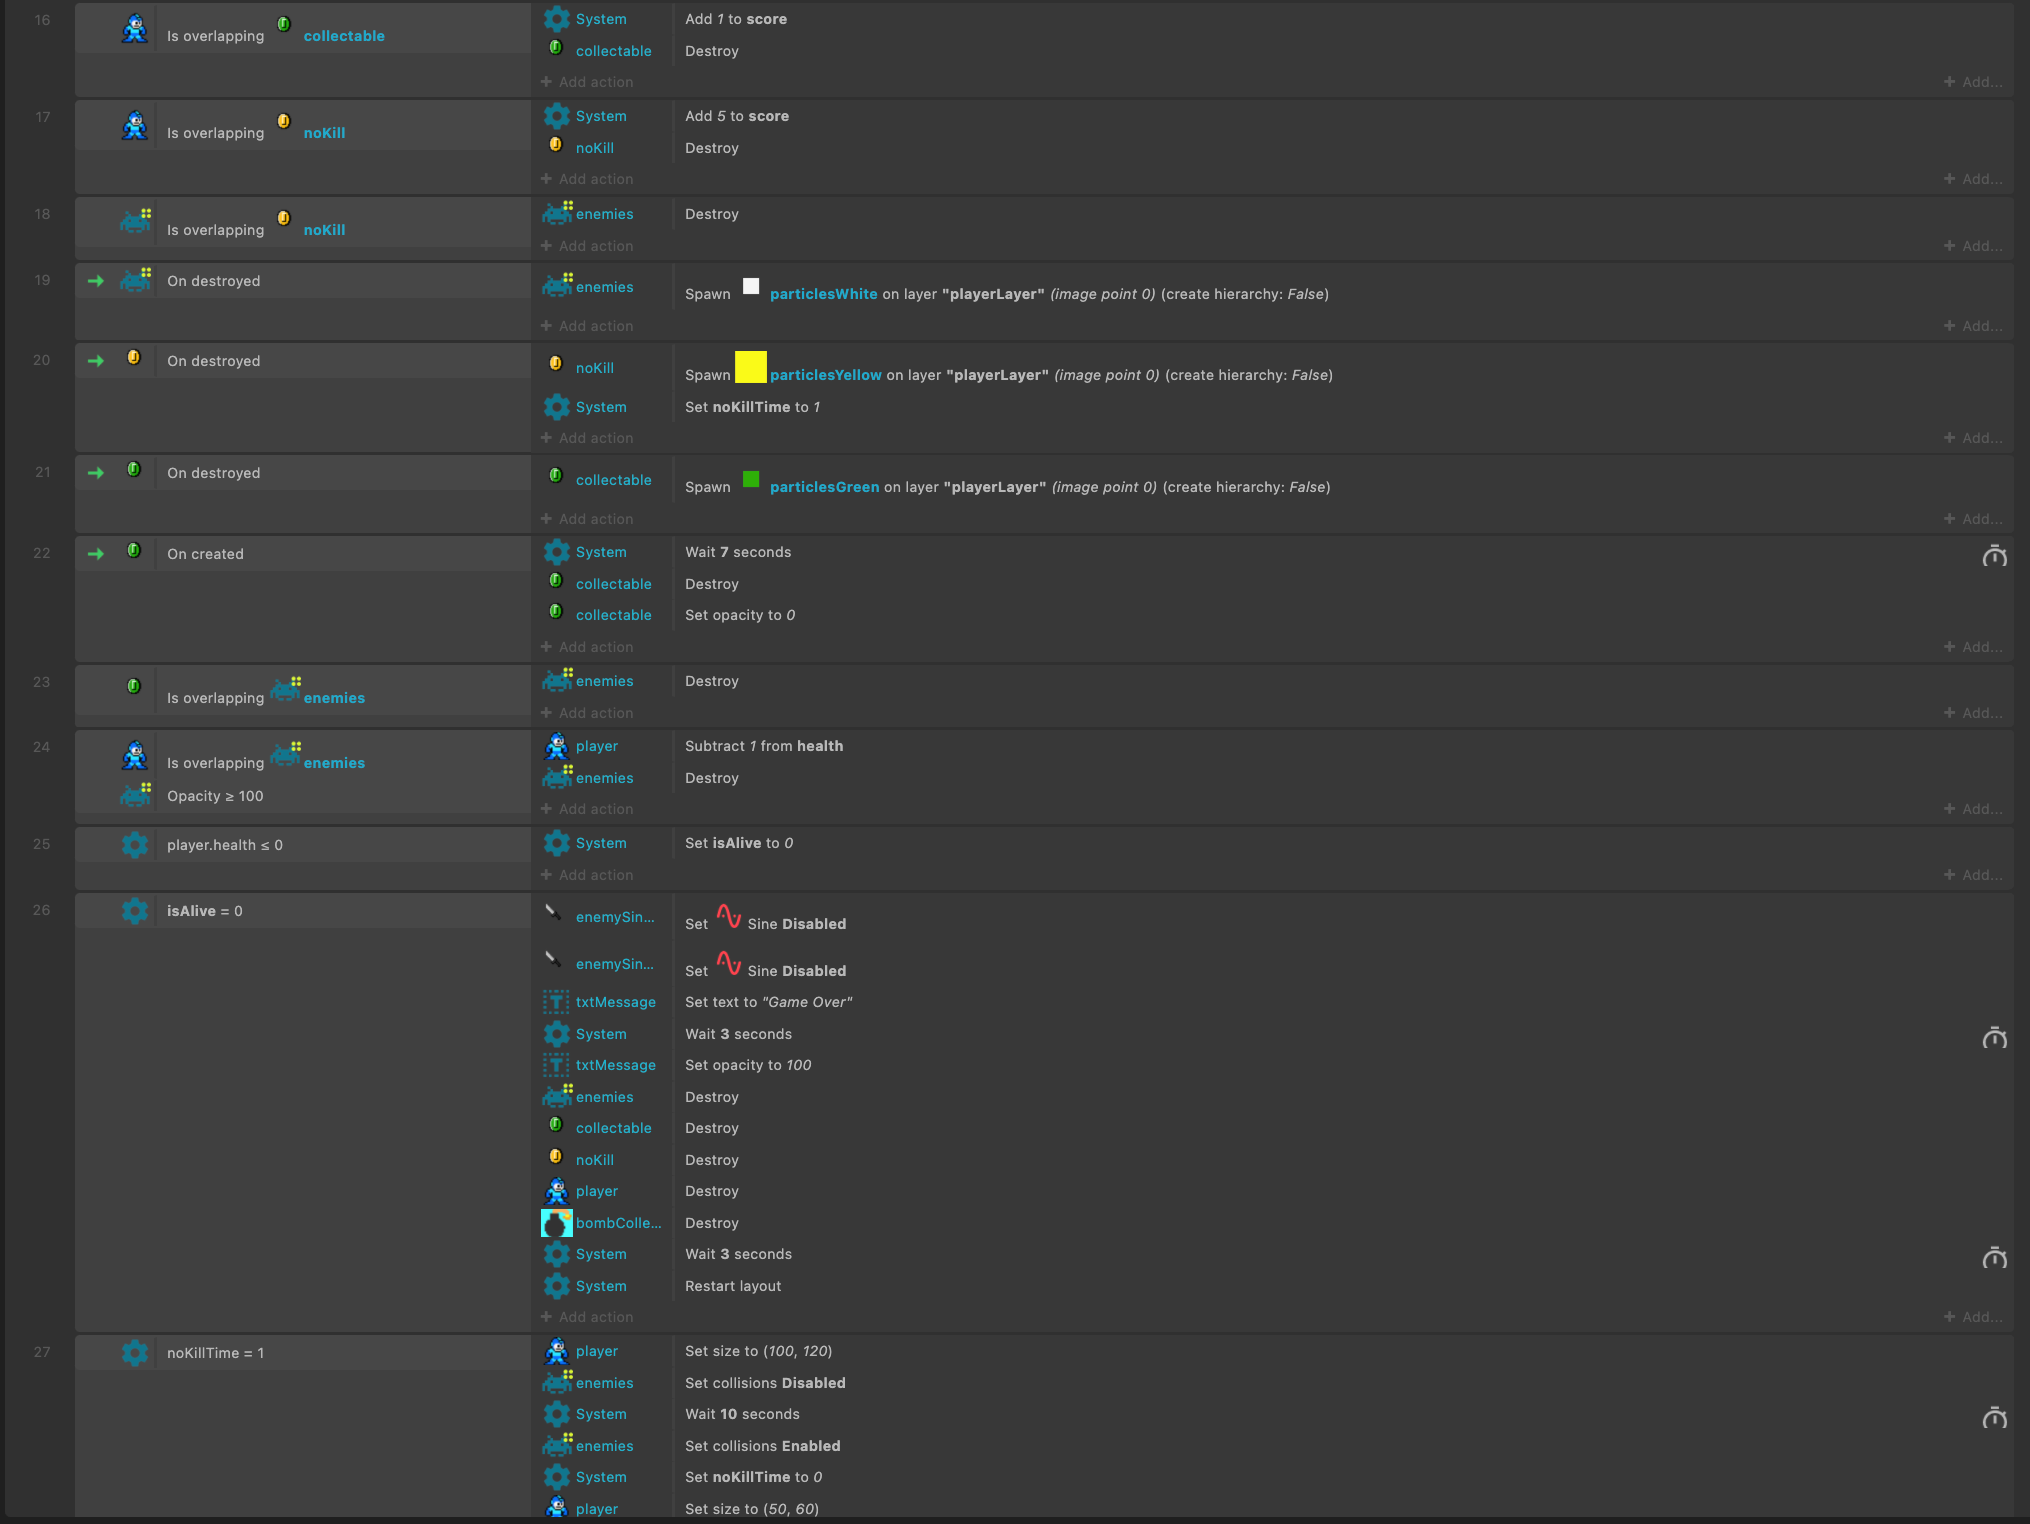 16
Is overlapping collectable
System Add 1 to score
collectable Destroy
+ Add action + Add...
17
Is overlapping noKill
System Add 5 to score
noKill Destroy
+ Add action + Add...
18
Is overlapping noKill
enemies Destroy
+ Add action + Add...
19
On destroyed
enemies Spawn particlesWhite on layer "playerLayer" (image point 0) (create hierarchy: False)
+ Add action + Add...
20
On destroyed
noKill Spawn particlesYellow on layer "playerLayer" (image point 0) (create hierarchy: False)
System Set noKillTime to 1
+ Add action + Add...
21
On destroyed
collectable Spawn particlesGreen on layer "playerLayer" (image point 0) (create hierarchy: False)
+ Add action + Add...
22
On created
System Wait 7 seconds
collectable Destroy
collectable Set opacity to 0
+ Add action + Add...
23
Is overlapping enemies
enemies Destroy
+ Add action + Add...
24
Is overlapping enemies
Opacity ≥ 100
player Subtract 1 from health
enemies Destroy
+ Add action + Add...
25
player.health ≤ 0
System Set isAlive to 0
+ Add action + Add...
26
isAlive = 0
enemySin... Set Sine Disabled
enemySin... Set Sine Disabled
txtMessage Set text to "Game Over"
System Wait 3 seconds
txtMessage Set opacity to 100
enemies Destroy
collectable Destroy
noKill Destroy
player Destroy
bombColle... Destroy
System Wait 3 seconds
System Restart layout
+ Add action + Add...
27
noKillTime = 1
player Set size to (100, 120)
enemies Set collisions Disabled
System Wait 10 seconds
enemies Set collisions Enabled
System Set noKillTime to 0
player Set size to (50, 60)